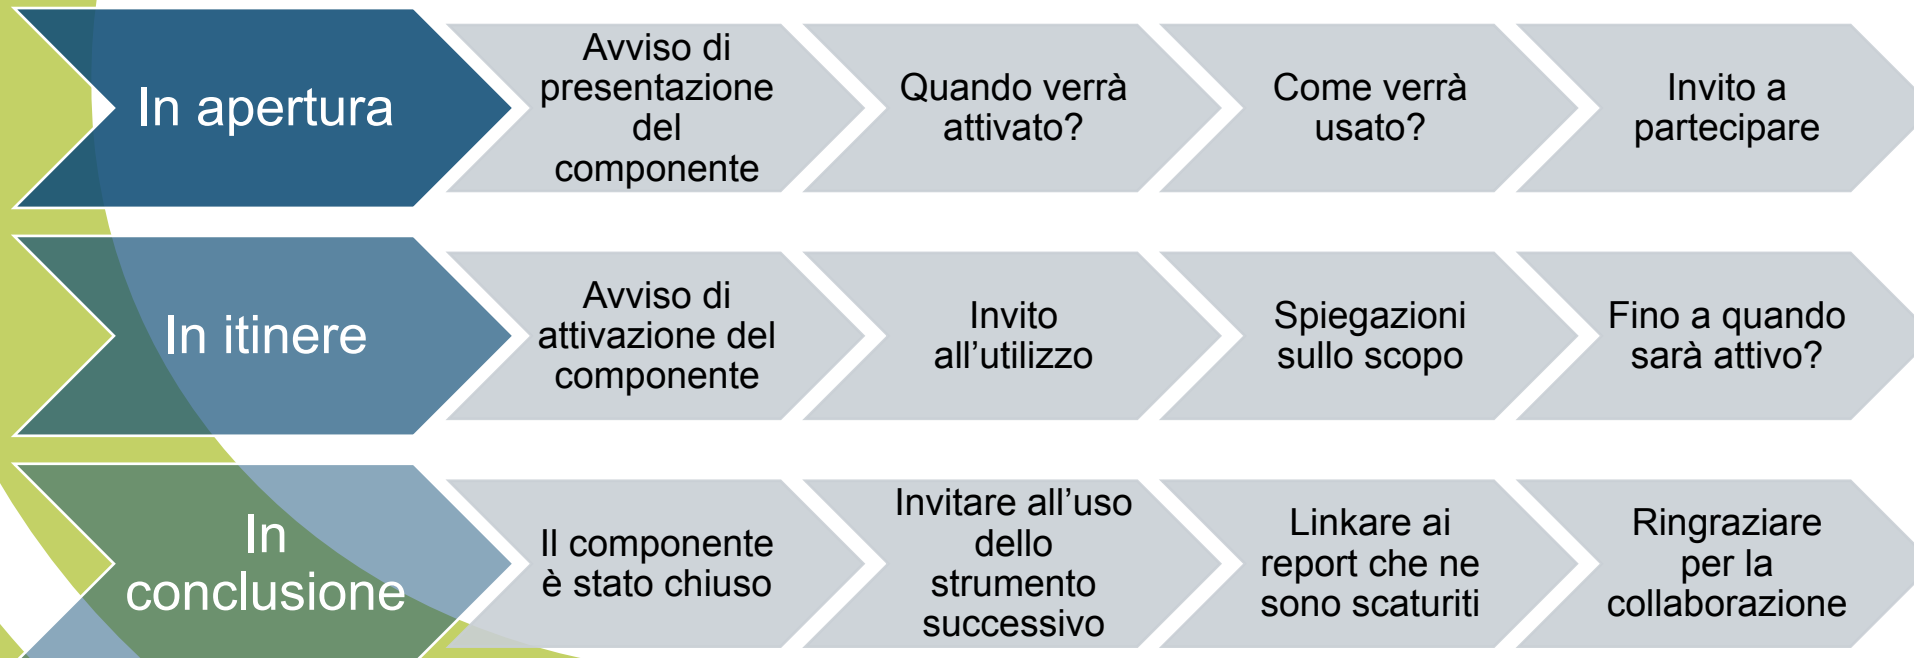 In apertura
Avviso di
presentazione
del
componente
Quando verrà
attivato?
Come verrà
usato?
Invito a
partecipare
In itinere
Avviso di
attivazione del
componente
Invito
all’utilizzo
Spiegazioni
sullo scopo
Fino a quando
sarà attivo?
In
conclusione
Il componente
è stato chiuso
Invitare all’uso
dello
strumento
successivo
Linkare ai
report che ne
sono scaturiti
Ringraziare
per la
collaborazione